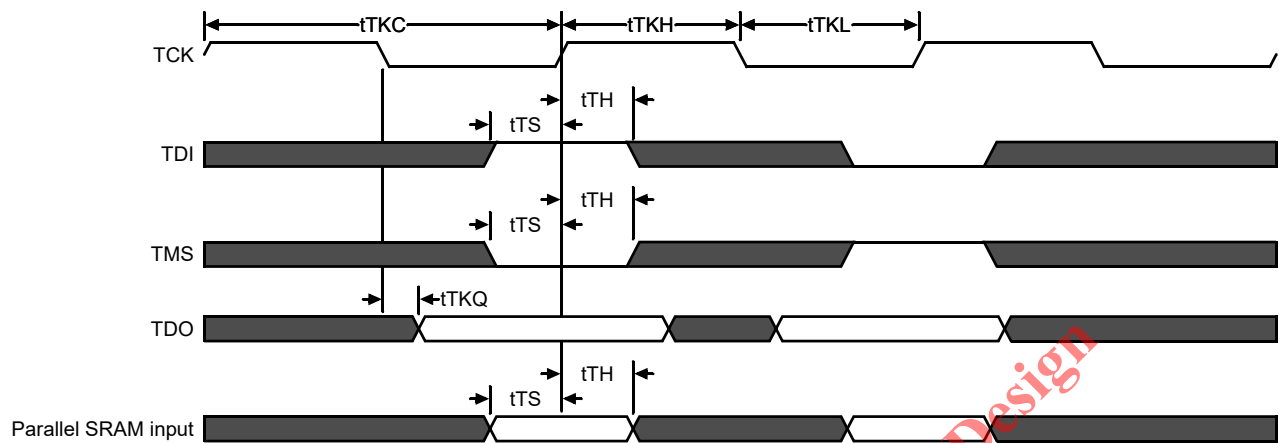 tTKC
tTKH
tTKL
TCK
tTH
tTS
TDI
tTH
tTS
TMS
tTKQ
TDO
tTH
tTS
Parallel SRAM input
Design